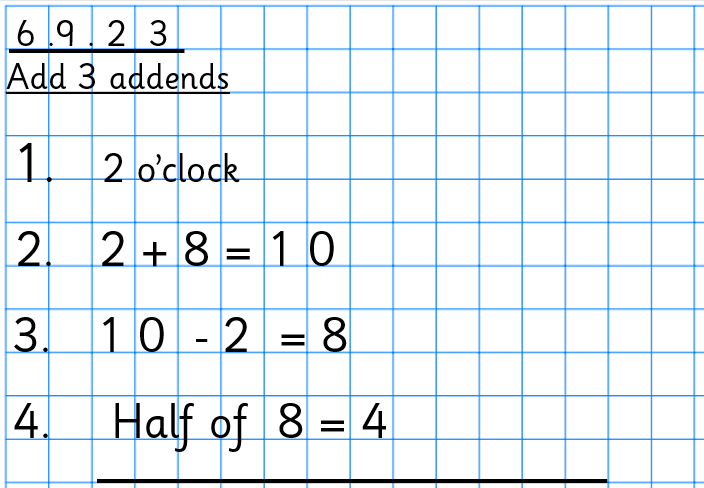 6.9.23
Add 3 addends
1. 2 o'clock
2. 2 + 8 = 10
3. 10 - 2 = 8
4. Half of 8 = 4